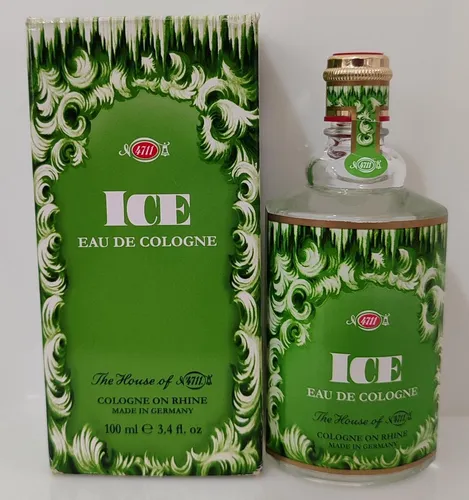 4711
ICE
EAU DE COLOGNE
The House of 4711
COLOGNE ON RHINE
MADE IN GERMANY
100 ml ℮ 3,4 fl. oz
4711
4711
ICE
EAU DE COLOGNE
The House of 4711
COLOGNE ON RHINE
MADE IN GERMANY